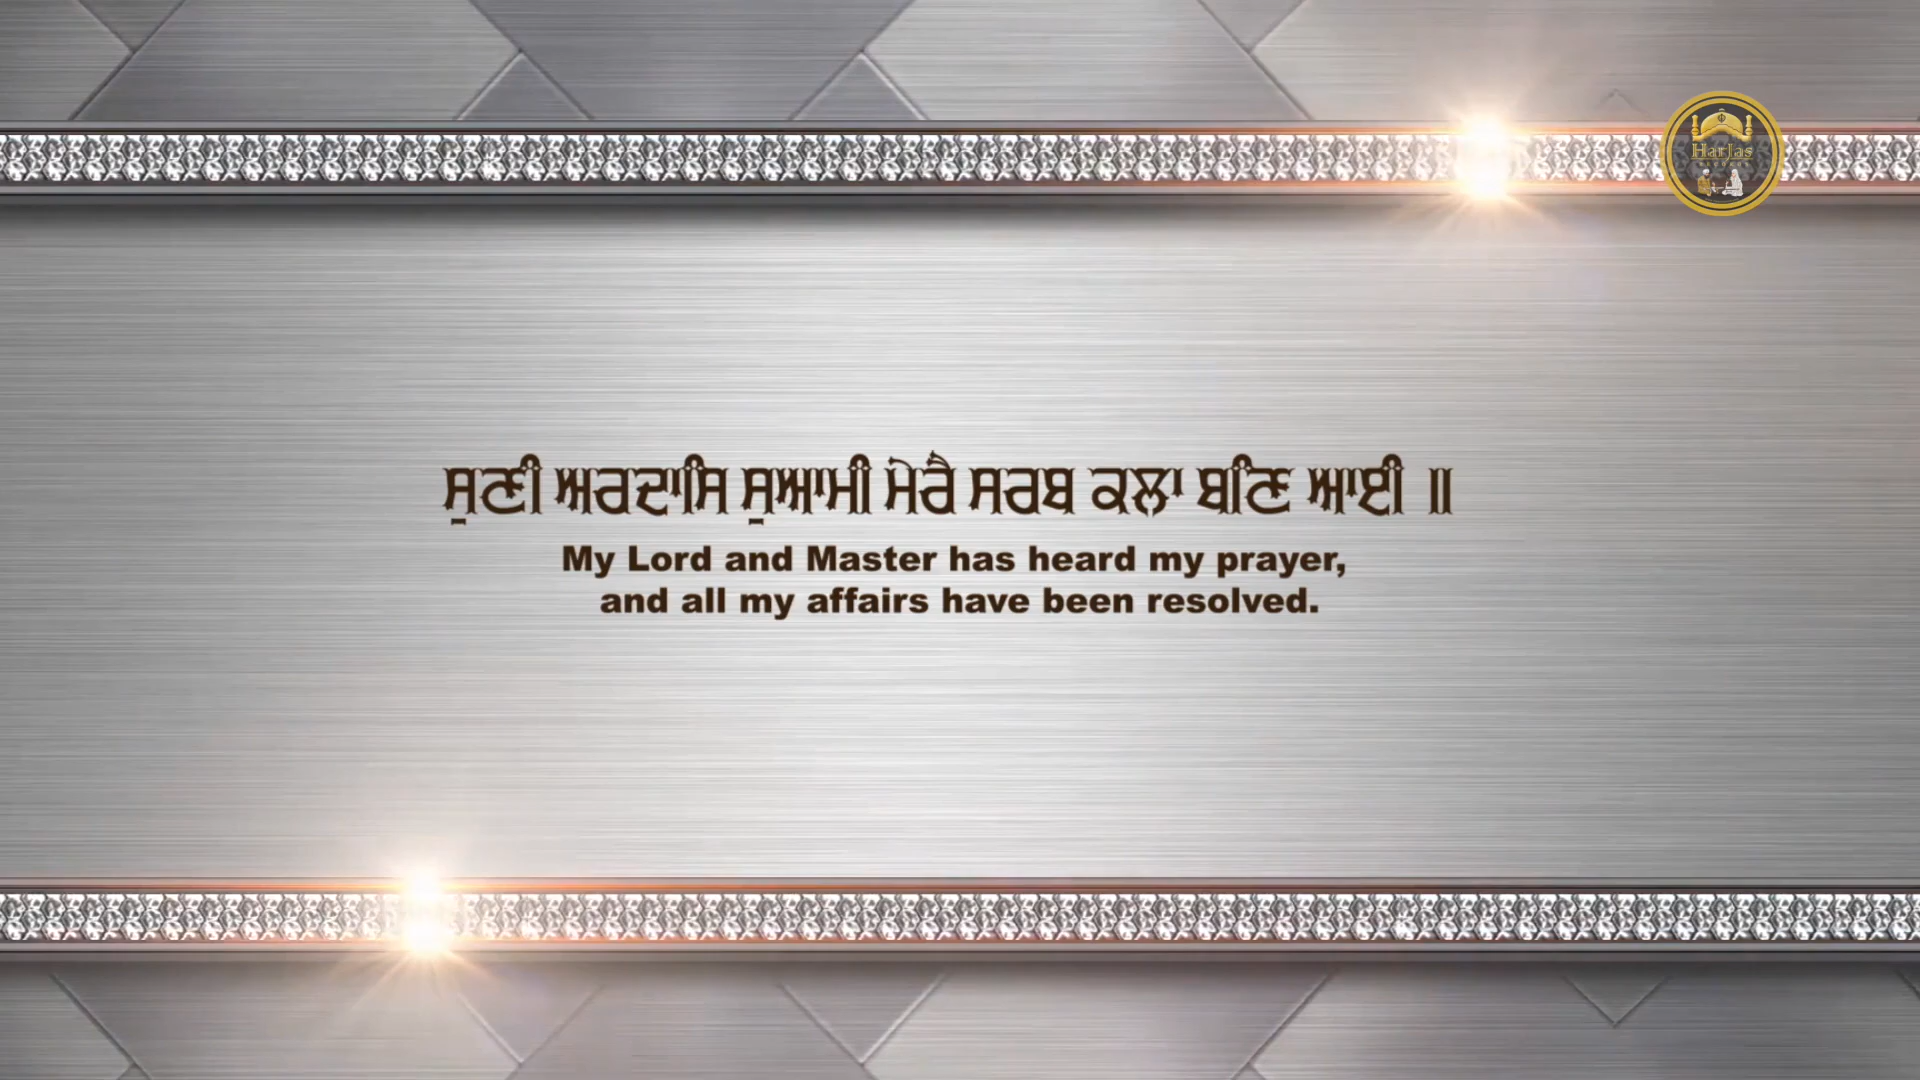 HarJas
ਸੁਣੀ ਅਰਦਾਸਿ ਸੁਆਮੀ ਮੇਰੈ ਸਰਬ ਕਲਾ ਬਣਿ ਆਈ ॥
My Lord and Master has heard my prayer,
and all my affairs have been resolved.